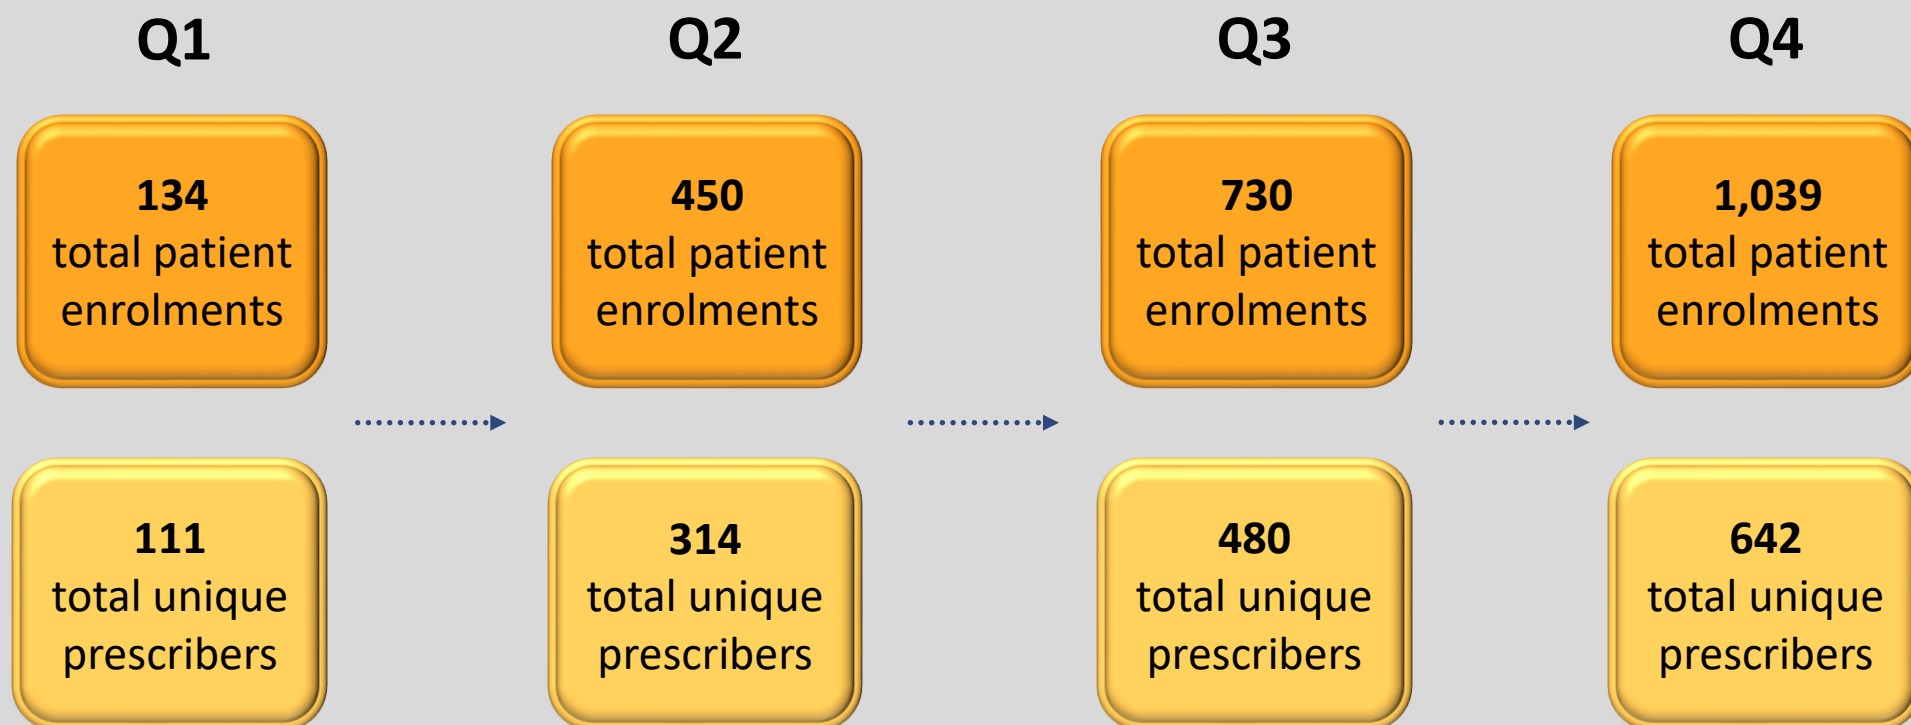 Q1
Q2
Q3
Q4
134
total patient
enrolments
450
total patient
enrolments
730
total patient
enrolments
1,039
total patient
enrolments
111
total unique
prescribers
314
total unique
prescribers
480
total unique
prescribers
642
total unique
prescribers